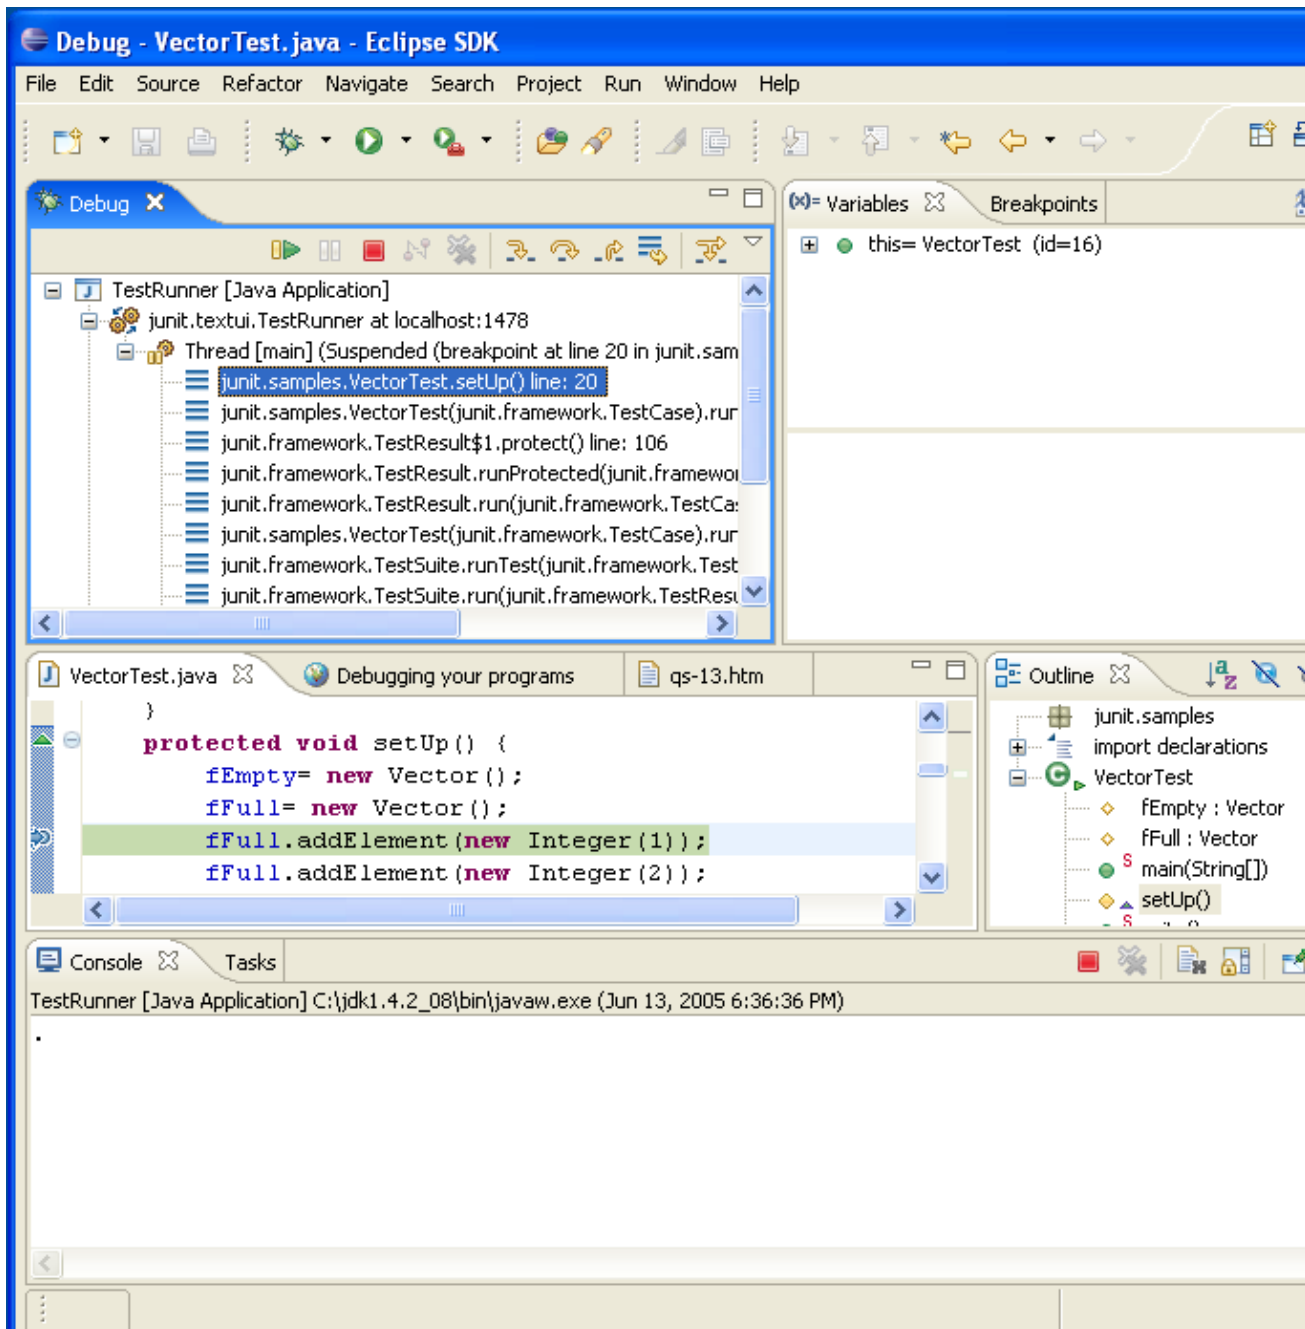 Debug - VectorTest.java - Eclipse SDK
File Edit Source Refactor Navigate Search Project Run Window Help
Debug
(x)= Variables Breakpoints
this= VectorTest (id=16)
TestRunner [Java Application]
junit.textui.TestRunner at localhost:1478
Thread [main] (Suspended (breakpoint at line 20 in junit.sam
junit.samples.VectorTest.setUp() line: 20
junit.samples.VectorTest(junit.framework.TestCase).run
junit.framework.TestResult$1.protect() line: 106
junit.framework.TestResult.runProtected(junit.framewor
junit.framework.TestResult.run(junit.framework.TestCas
junit.samples.VectorTest(junit.framework.TestCase).run
junit.framework.TestSuite.runTest(junit.framework.Test
junit.framework.TestSuite.run(junit.framework.TestResu
VectorTest.java Debugging your programs qs-13.htm
}
protected void setUp() {
fEmpty= new Vector();
fFull= new Vector();
fFull.addElement(new Integer(1));
fFull.addElement(new Integer(2));
Outline
junit.samples
import declarations
VectorTest
fEmpty : Vector
fFull : Vector
main(String[])
setUp()
Console Tasks
TestRunner [Java Application] C:\jdk1.4.2_08\bin\javaw.exe (Jun 13, 2005 6:36:36 PM)
.